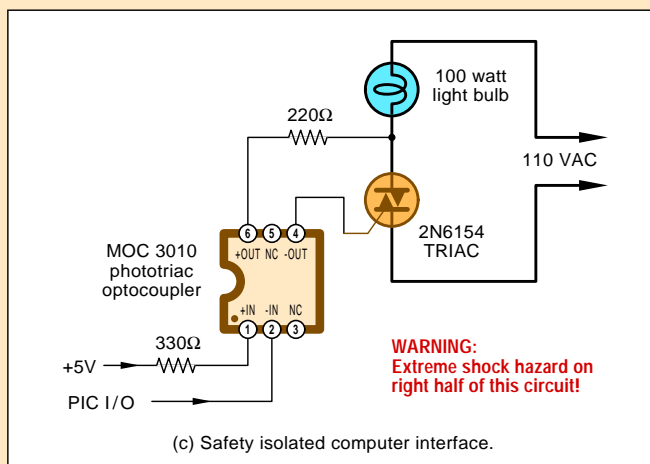 (c)
100 watt
light bulb
220Ω
110 VAC
2N6154
TRIAC
6 5 4
+OUT NC -OUT
MOC 3010
phototriac
optocoupler
+IN -IN NC
1 2 3
330Ω
+5V
PIC I/O
WARNING:
Extreme shock hazard on
right half of this circuit!
(c) Safety isolated computer interface.